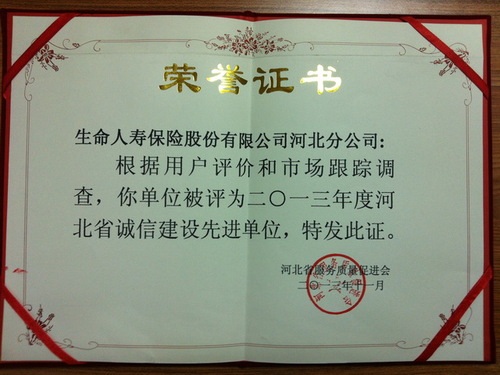 荣誉证书
生命人寿保险股份有限公司河北分公司：
根据用户评价和市场跟踪调
查，你单位被评为二〇一三年度河
北省诚信建设先进单位，特发此证。
河北省服务质量促进会
二〇一三年十一月